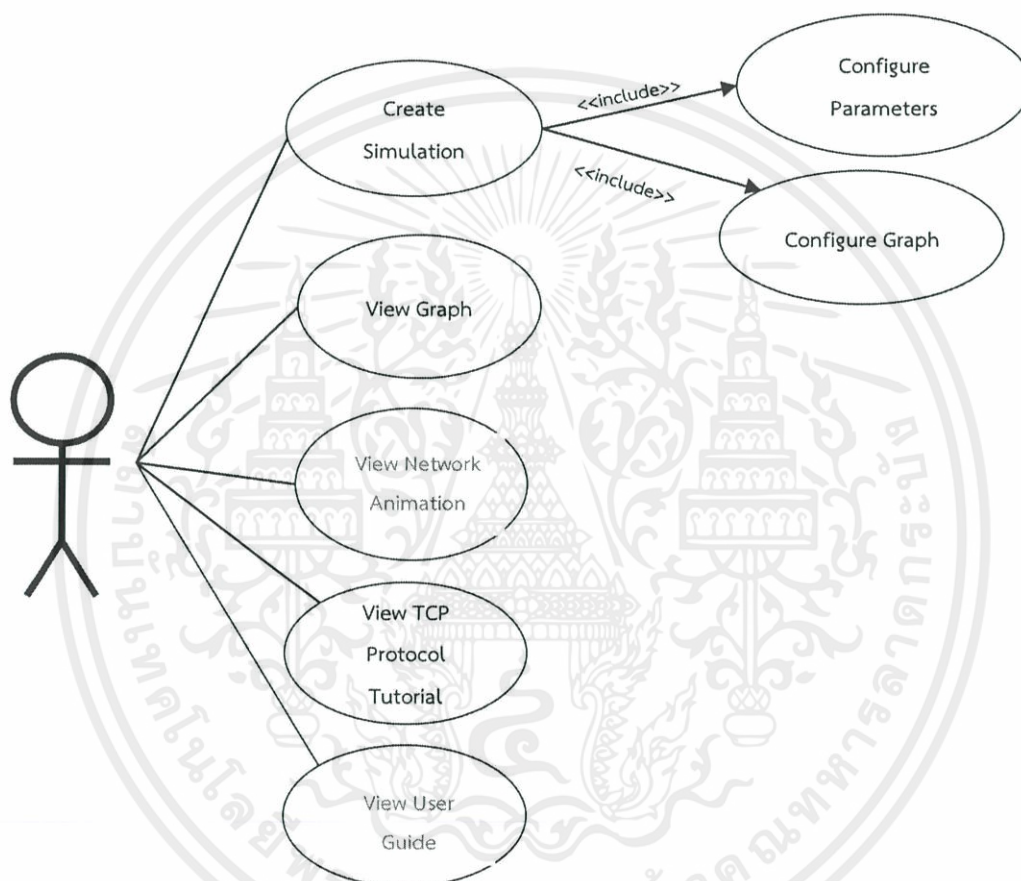 Create
Simulation
<<include>>
Configure
Parameters
<<include>>
Configure Graph
View Graph
View Network
Animation
View TCP
Protocol
Tutorial
View User
Guide